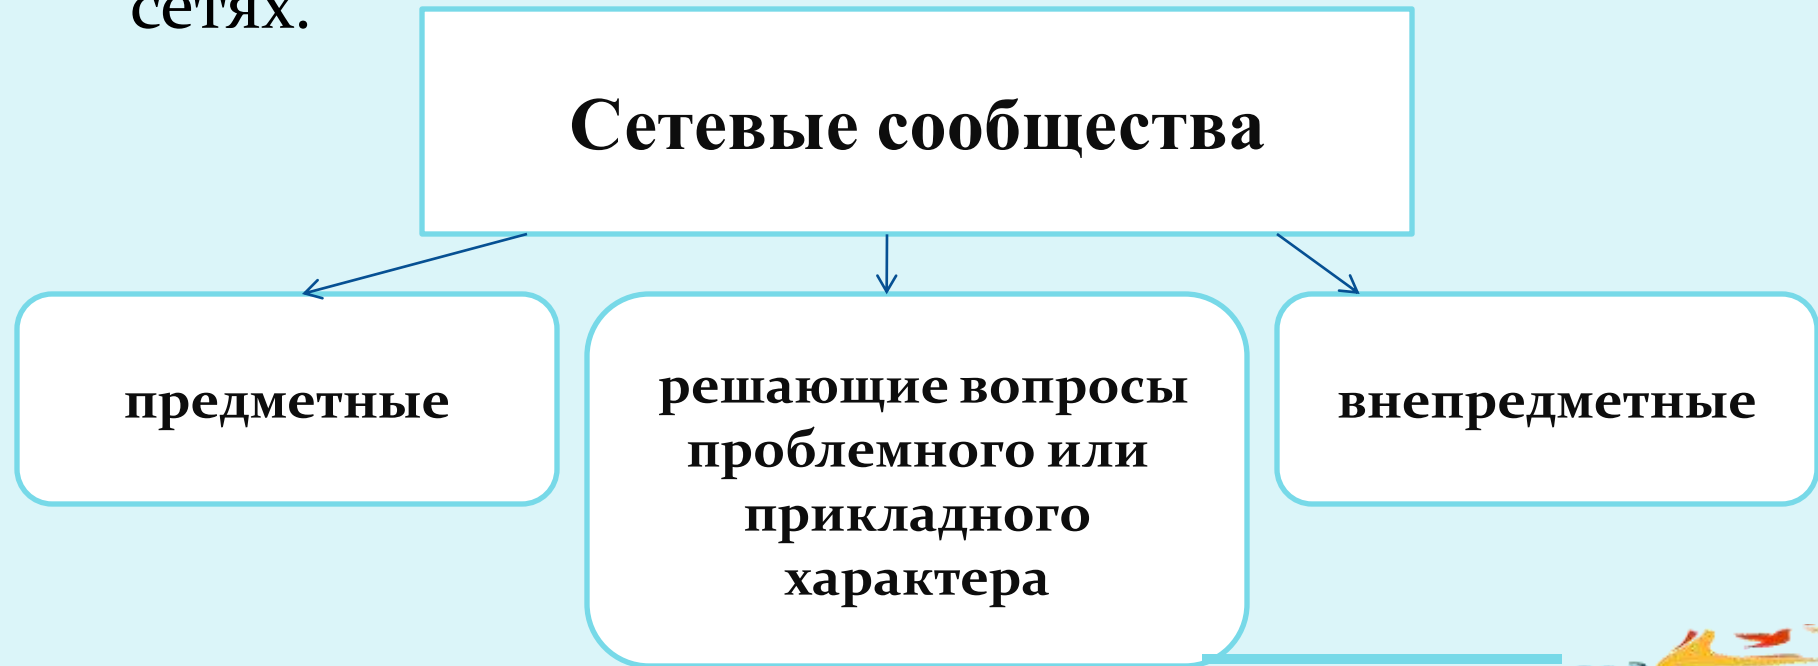 сетях.
Сетевые сообщества
предметные
решающие вопросы
проблемного или
прикладного
характера
внепредметные